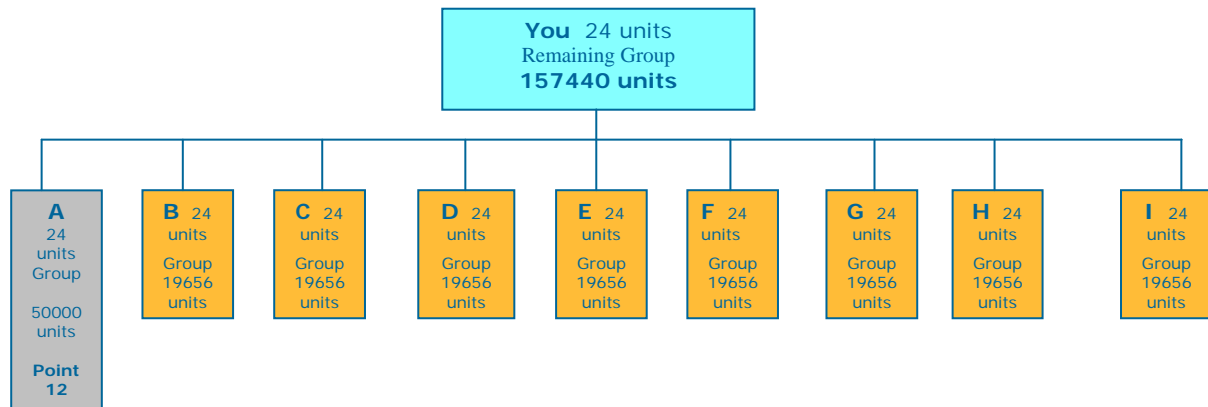 You 24 units
Remaining Group
157440 units
A
24
units
Group
50000
units
Point
12
B 24
units
Group
19656
units
C 24
units
Group
19656
units
D 24
units
Group
19656
units
E 24
units
Group
19656
units
F 24
units
Group
19656
units
G 24
units
Group
19656
units
H 24
units
Group
19656
units
I 24
units
Group
19656
units